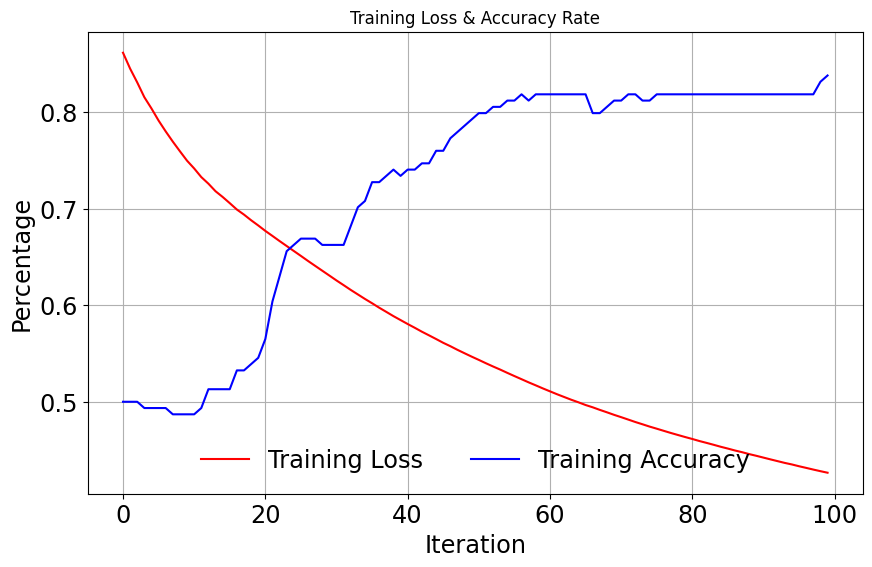 Training Loss & Accuracy Rate
Percentage
0.8
0.7
0.6
0.5
Training Loss
Training Accuracy
0 20 40 60 80 100
Iteration